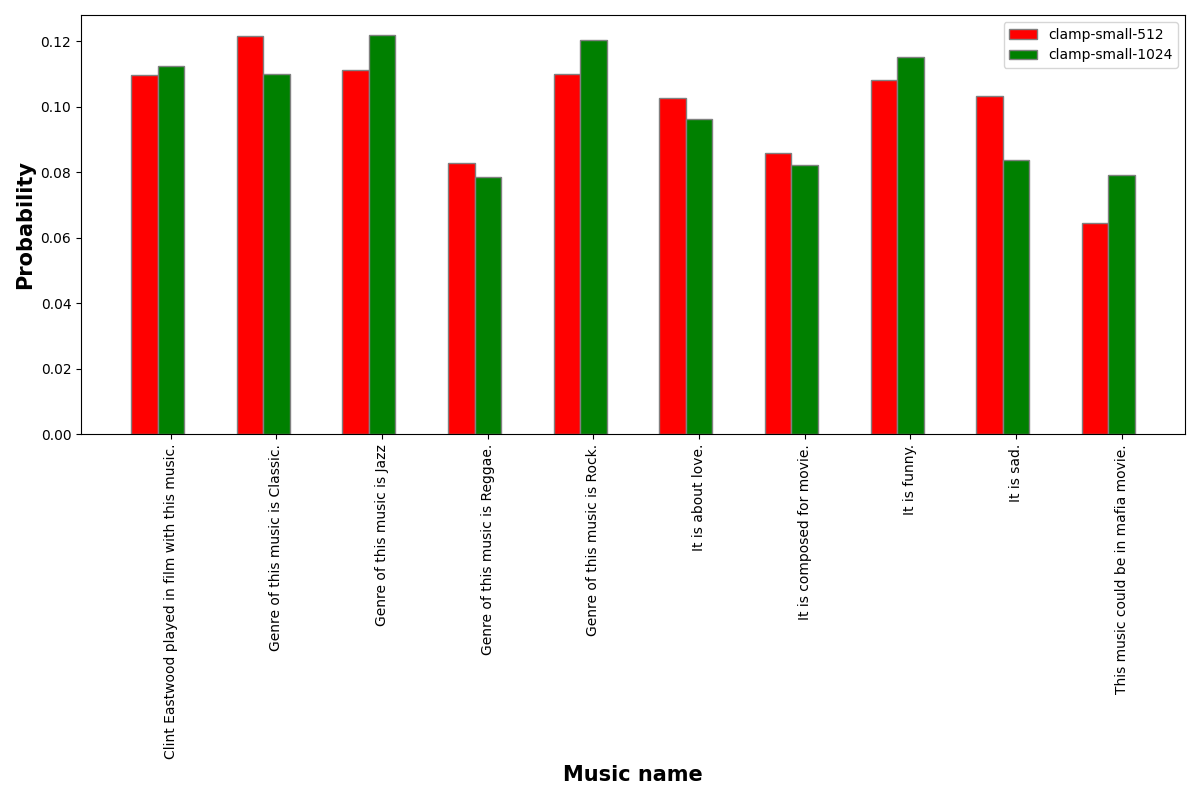 clamp-small-512
clamp-small-1024
Probability
0.12
0.10
0.08
0.06
0.04
0.02
0.00
Clint Eastwood played in film with this music.
Genre of this music is Classic.
Genre of this music is Jazz
Genre of this music is Reggae.
Genre of this music is Rock.
It is about love.
It is composed for movie.
It is funny.
It is sad.
This music could be in mafia movie.
Music name